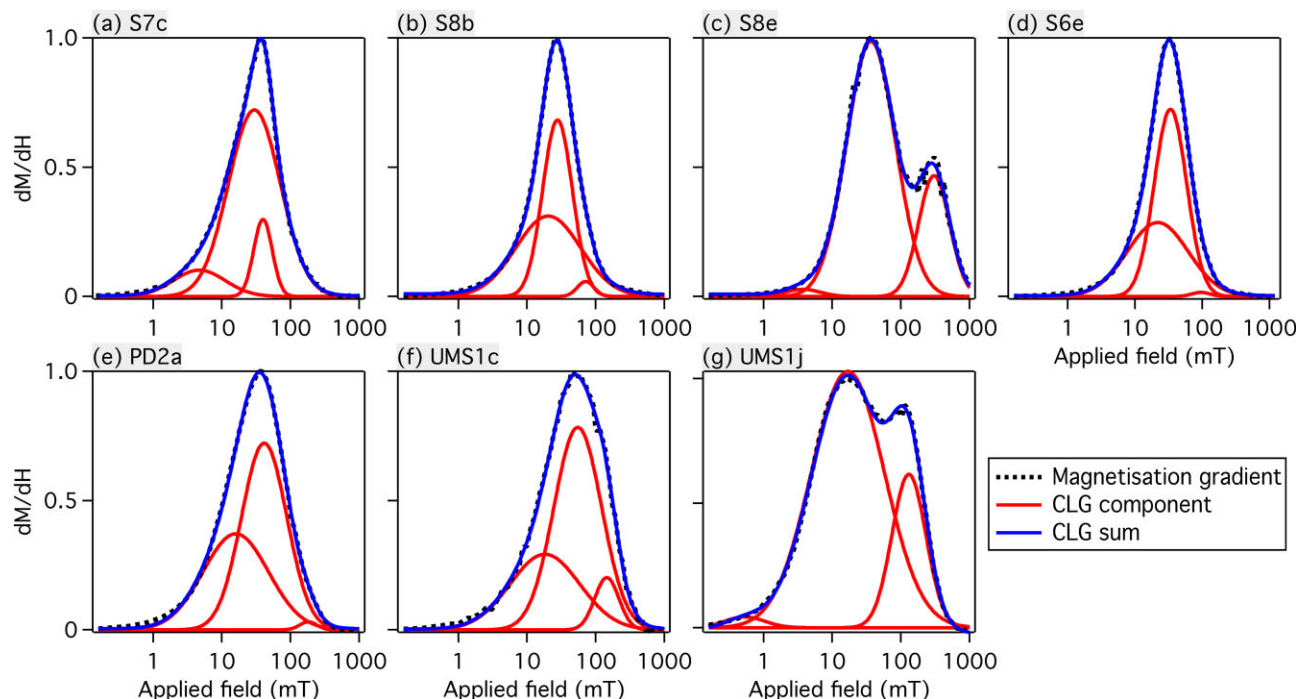 (a) S7c
(b) S8b
(c) S8e
(d) S6e
dM/dH
1.0
0.5
0
1 10 100 1000
1 10 100 1000
1 10 100 1000
1 10 100 1000
Applied field (mT)
(e) PD2a
(f) UMS1c
(g) UMS1j
dM/dH
1.0
0.5
0
1 10 100 1000
1 10 100 1000
1 10 100 1000
Applied field (mT)
Applied field (mT)
Applied field (mT)
Magnetisation gradient
CLG component
CLG sum